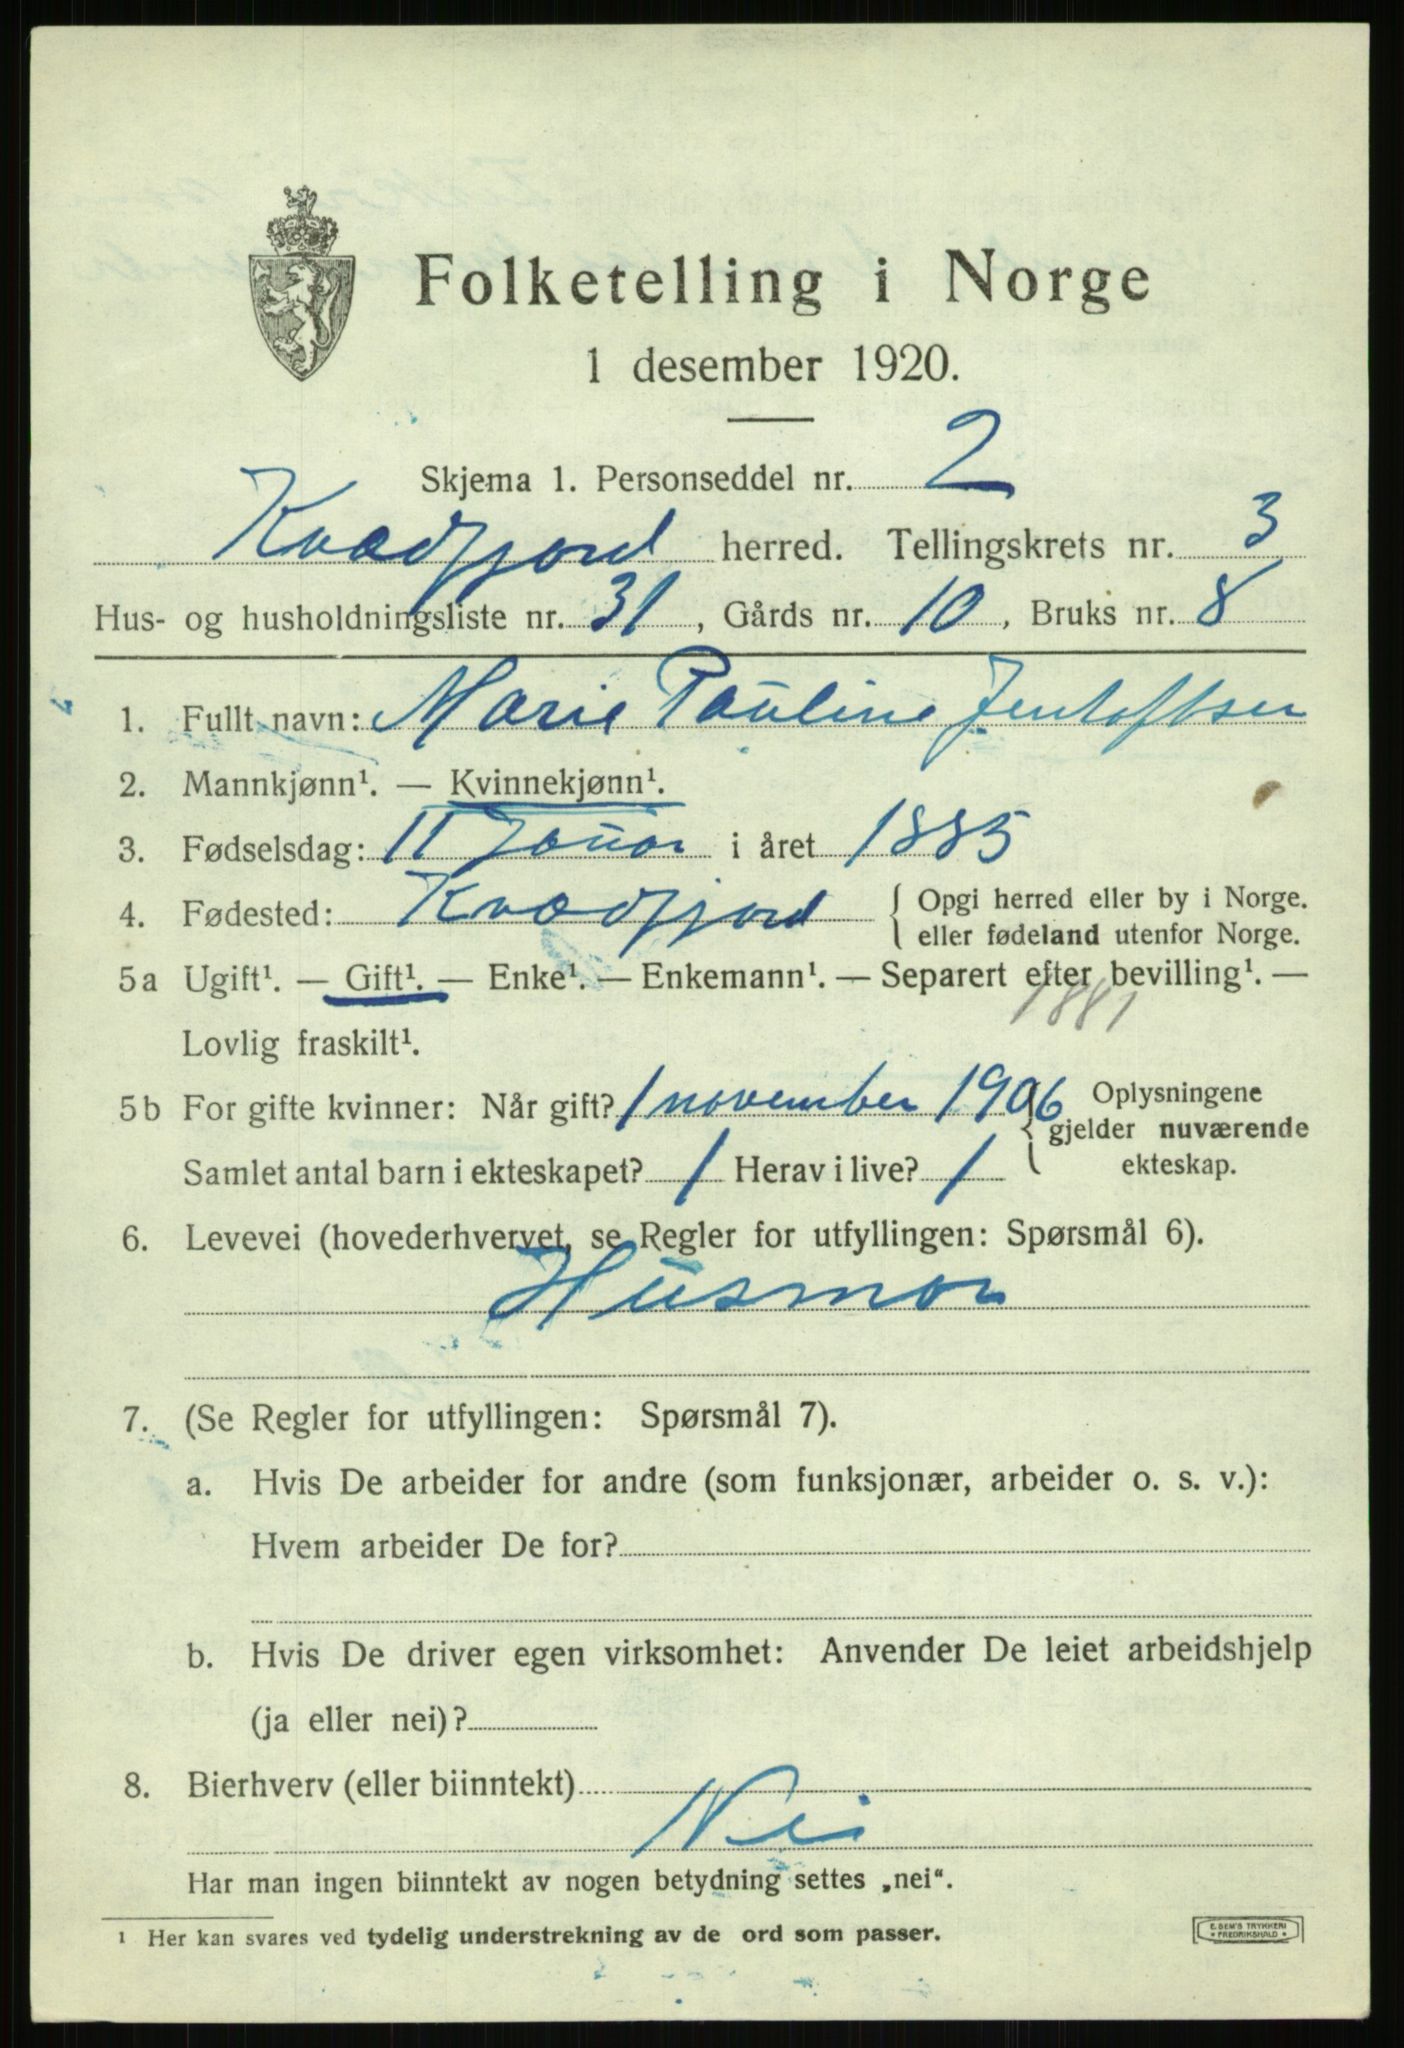 Folketelling i Norge
1 desember 1920.
Skjema 1. Personseddel nr. 2
Kvædfjord herred. Tellingskrets nr. 3
Hus- og husholdningsliste nr. 31, Gårds nr. 10, Bruks nr. 8
1. Fullt navn: Marie Pauline Jentoftsen
2. Mannkjønn¹. — Kvinnekjønn¹.
3. Fødselsdag: 11 Januar i året 1885
4. Fødested: Kvædfjord { Opgi herred eller by i Norge.
eller fødeland utenfor Norge.
5a Ugift¹. — Gift¹. — Enke¹. — Enkemann¹. — Separert efter bevilling¹. —
1881
Lovlig fraskilt¹.
5b For gifte kvinner: Når gift? 1 november 1906 { Oplysningene
gjelder nuværende
Samlet antal barn i ekteskapet? 1 Herav i live? 1 ekteskap.
6. Levevei (hovederhvervet, se Regler for utfyllingen: Spørsmål 6).
Husmor
7. (Se Regler for utfyllingen: Spørsmål 7).
a. Hvis De arbeider for andre (som funksjonær, arbeider o. s. v.):
Hvem arbeider De for?
b. Hvis De driver egen virksomhet: Anvender De leiet arbeidshjelp
(ja eller nei)?
8. Bierhverv (eller biinntekt)
Nei
Har man ingen biinntekt av nogen betydning settes „nei“.
¹ Her kan svares ved tydelig understrekning av de ord som passer.
E. SEM'S TRYKKERI
* FREDRIKSHALD *